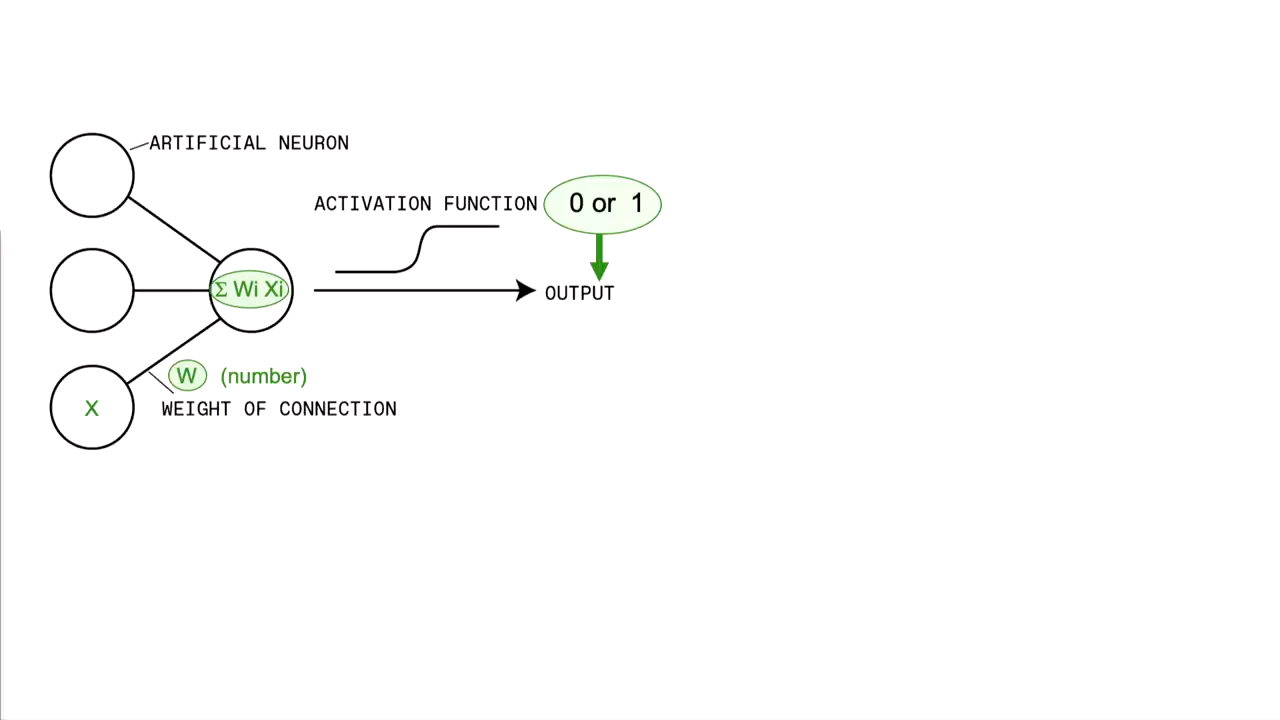 ARTIFICIAL NEURON
ACTIVATION FUNCTION
0 or 1
Σ Wi Xi
OUTPUT
W (number)
X
WEIGHT OF CONNECTION